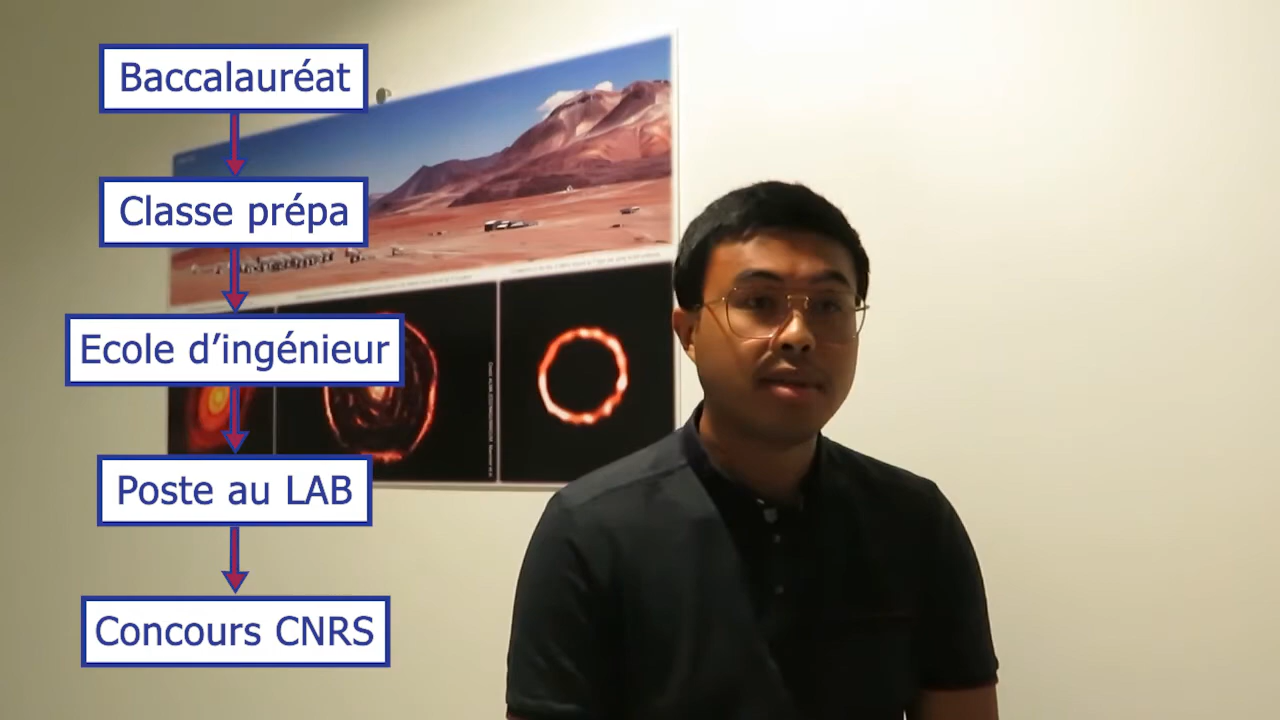 Baccalauréat
Classe prépa
Ecole d’ingénieur
Poste au LAB
Concours CNRS